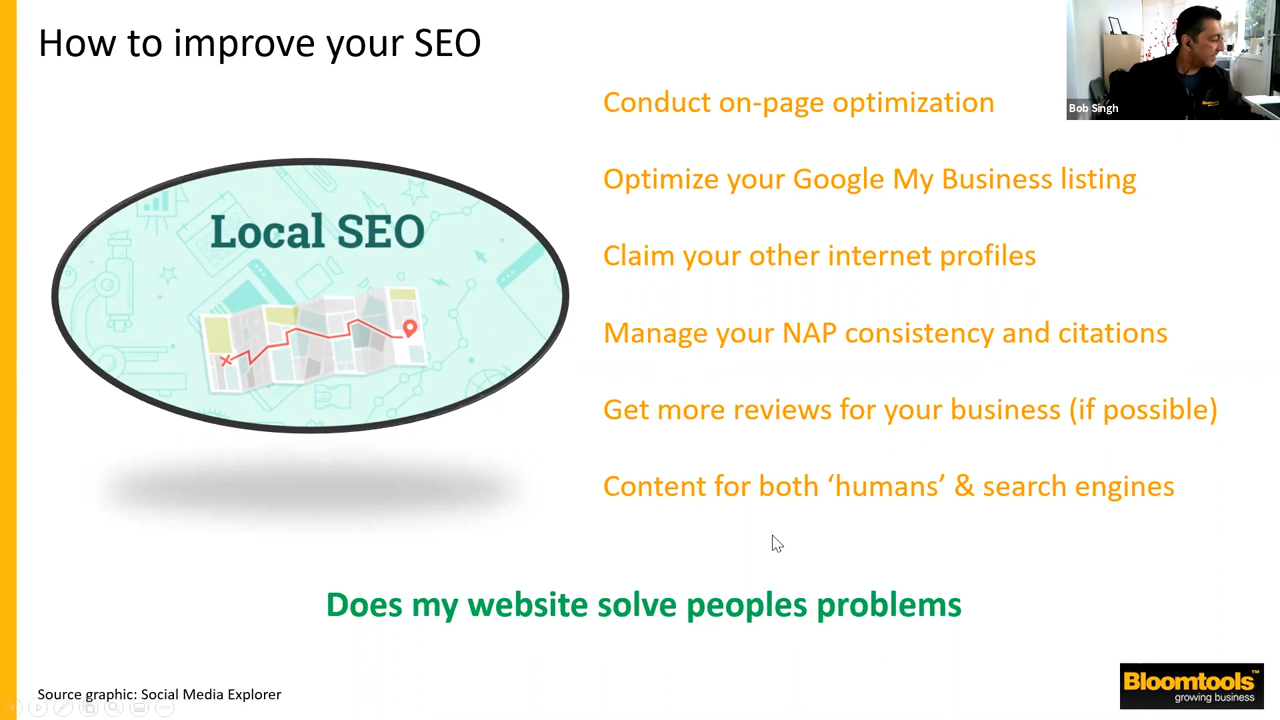 How to improve your SEO
Bob Singh
Conduct on-page optimization
Optimize your Google My Business listing
Claim your other internet profiles
Manage your NAP consistency and citations
Get more reviews for your business (if possible)
Content for both ‘humans’ & search engines
Local SEO
Does my website solve peoples problems
Source graphic: Social Media Explorer
Bloomtools™
growing business